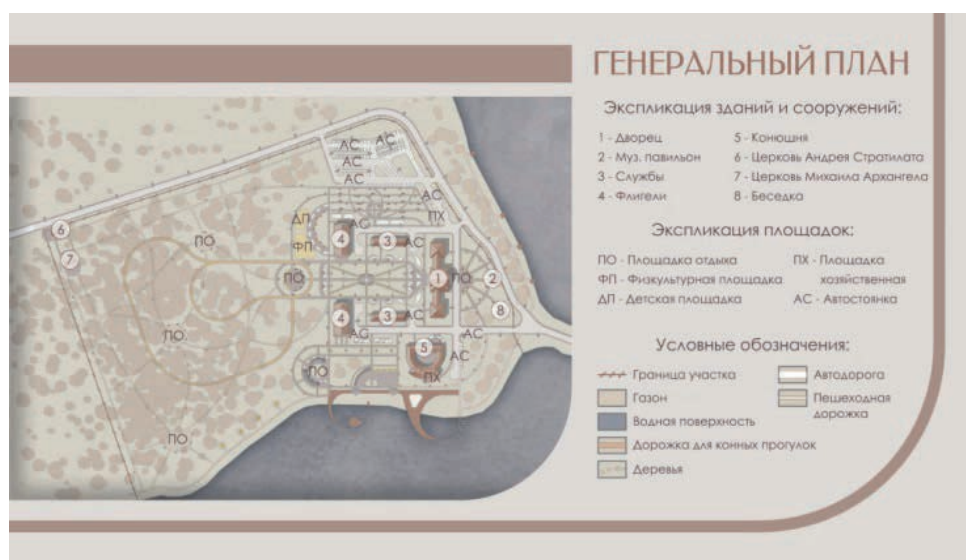 ГЕНЕРАЛЬНЫЙ ПЛАН
Экспликация зданий и сооружений:
1 - Дворец
2 - Муз. павильон
3 - Службы
4 - Флигели
5 - Конюшня
6 - Церковь Андрея Стратилата
7 - Церковь Михаила Архангела
8 - Беседка
Экспликация площадок:
ПО - Площадка отдыха
ФП - Физкультурная площадка
ДП - Детская площадка
ПХ - Площадка
хозяйственная
АС - Автостоянка
Условные обозначения:
Граница участка
Газон
Водная поверхность
Дорожка для конных прогулок
Деревья
Автодорога
Пешеходная
дорожка
АС
АС
АС
АС
АС
ДП
АС
ПХ
6
ПО
ФП
4
3
АС
7
ПО
1
ПО
2
8
4
3
АС
ПО
АС
АС
5
АС
ПО
ПХ
ПО